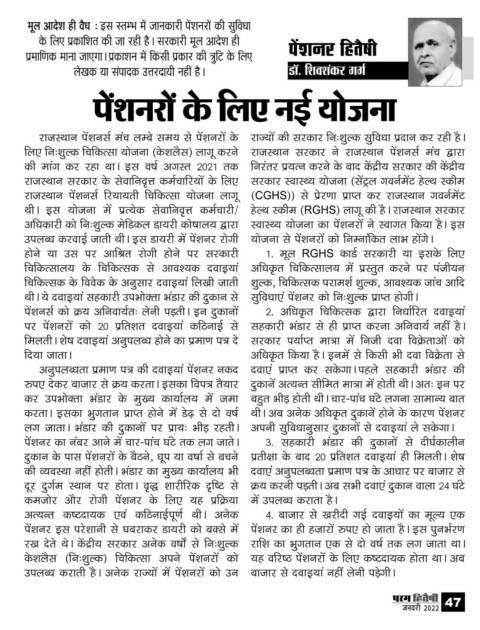 मूल आदेश ही वैध : इस स्तम्भ में जानकारी पेंशनरों की सुविधा
के लिए प्रकाशित की जा रही है। सरकारी मूल आदेश ही
प्रमाणिक माना जाएगा। प्रकाशन में किसी प्रकार की त्रुटि के लिए
लेखक या संपादक उत्तरदायी नहीं है।
पेंशनर हितैषी
डॉ. शिवशंकर गर्ग
पेंशनरों के लिए नई योजना
राजस्थान पेंशनर्स मंच लम्बे समय से पेंशनरों के
लिए निःशुल्क चिकित्सा योजना (केशलैस) लागू करने
की मांग कर रहा था। इस वर्ष अगस्त 2021 तक
राजस्थान सरकार के सेवानिवृत्त कर्मचारियों के लिए
राजस्थान पेंशनर्स रियायती चिकित्सा योजना लागू
थी। इस योजना में प्रत्येक सेवानिवृत्त कर्मचारी/
अधिकारी को निःशुल्क मेडिकल डायरी कोषालय द्वारा
उपलब्ध करवाई जाती थी। इस डायरी में पेंशनर रोगी
होने या उस पर आश्रित रोगी होने पर सरकारी
चिकित्सालय के चिकित्सक से आवश्यक दवाइयां
चिकित्सक के विवेक के अनुसार दवाइयां लिखी जाती
थी। ये दवाइयां सहकारी उपभोक्ता भंडार की दुकान से
पेंशनर्स को क्रय अनिवार्यतः लेनी पड़ती। इन दुकानों
पर पेंशनरों को 20 प्रतिशत दवाइयां कठिनाई से
मिलती। शेष दवाइयां अनुपलब्ध होने का प्रमाण पत्र दे
दिया जाता।
अनुपलब्धता प्रमाण पत्र की दवाइयां पेंशनर नकद
रुपए देकर बाजार से क्रय करता। इसका विपत्र तैयार
कर उपभोक्ता भंडार के मुख्य कार्यालय में जमा
करता। इसका भुगतान प्राप्त होने में डेढ़ से दो वर्ष
लग जाता। भंडार की दुकानों पर प्रायः भीड़ रहती।
पेंशनर का नंबर आने में चार-पांच घंटे तक लग जाते।
दुकान के पास पेंशनरों के बैठने, धूप या वर्षा से बचने
की व्यवस्था नहीं होती। भंडार का मुख्य कार्यालय भी
दूर दुर्गम स्थान पर होता। वृद्ध शारीरिक दृष्टि से
कमजोर और रोगी पेंशनर के लिए यह प्रक्रिया
अत्यन्त कष्टदायक एवं कठिनाईपूर्ण थी। अनेक
पेंशनर इस परेशानी से घबराकर डायरी को बक्से में
रख देते थे। केंद्रीय सरकार अनेक वर्षों से निःशुल्क
केशलैस (निःशुल्क) चिकित्सा अपने पेंशनरों को
उपलब्ध कराती है। अनेक राज्यों में पेंशनरों को उन
राज्यों की सरकार निःशुल्क सुविधा प्रदान कर रही है।
राजस्थान सरकार ने राजस्थान पेंशनर्स मंच द्वारा
निरंतर प्रयत्न करने के बाद केंद्रीय सरकार की केंद्रीय
सरकार स्वास्थ्य योजना (सेंट्रल गवर्नमेंट हेल्थ स्कीम
(CGHS)) से प्रेरणा प्राप्त कर राजस्थान गवर्नमेंट
हेल्थ स्कीम (RGHS) लागू की है। राजस्थान सरकार
स्वास्थ्य योजना का पेंशनरों ने स्वागत किया है। इस
योजना से पेंशनरों को निम्नांकित लाभ होंगे।
1. मूल RGHS कार्ड सरकारी या इसके लिए
अधिकृत चिकित्सालय में प्रस्तुत करने पर पंजीयन
शुल्क, चिकित्सक परामर्श शुल्क, आवश्यक जांच आदि
सुविधाएं पेंशनर को निःशुल्क प्राप्त होगी।
2. अधिकृत चिकित्सक द्वारा निर्धारित दवाइयां
सहकारी भंडार से ही प्राप्त करना अनिवार्य नहीं है।
सरकार पर्याप्त मात्रा में निजी दवा विक्रेताओं को
अधिकृत किया है। इनमें से किसी भी दवा विक्रेता से
दवाएं प्राप्त कर सकेगा। पहले सहकारी भंडार की
दुकानें अत्यन्त सीमित मात्रा में होती थी। अतः इन पर
बहुत भीड़ होती थी। चार-पांच घंटे लगना सामान्य बात
थी। अब अनेक अधिकृत दुकानें होने के कारण पेंशनर
अपनी सुविधानुसार दुकानों से दवाइयां ले सकेगा।
3. सहकारी भंडार की दुकानों से दीर्घकालीन
प्रतीक्षा के बाद 20 प्रतिशत दवाइयां ही मिलती। शेष
दवाएं अनुपलब्धता प्रमाण पत्र के आधार पर बाजार से
क्रय करनी पड़ती। अब सभी दवाएं दुकान वाला 24 घंटे
में उपलब्ध कराता है।
4. बाजार से खरीदी गई दवाइयों का मूल्य एक
पेंशनर का ही हजारों रुपए हो जाता है। इस पुनर्भरण
राशि का भुगतान एक से दो वर्ष तक लग जाता था।
यह वरिष्ठ पेंशनरों के लिए कष्टदायक होता था। अब
बाजार से दवाइयां नहीं लेनी पड़ेगी।
परम हितैषी
जनवरी 2022
47